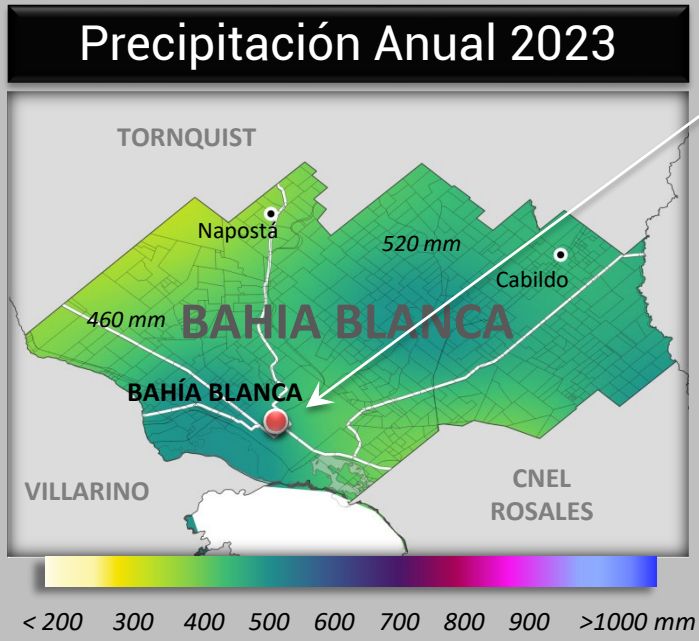 Precipitación Anual 2023
TORNQUIST
Napostá
520 mm
Cabildo
460 mm
BAHIA BLANCA
BAHÍA BLANCA
VILLARINO
CNEL
ROSALES
< 200 300 400 500 600 700 800 900 >1000 mm